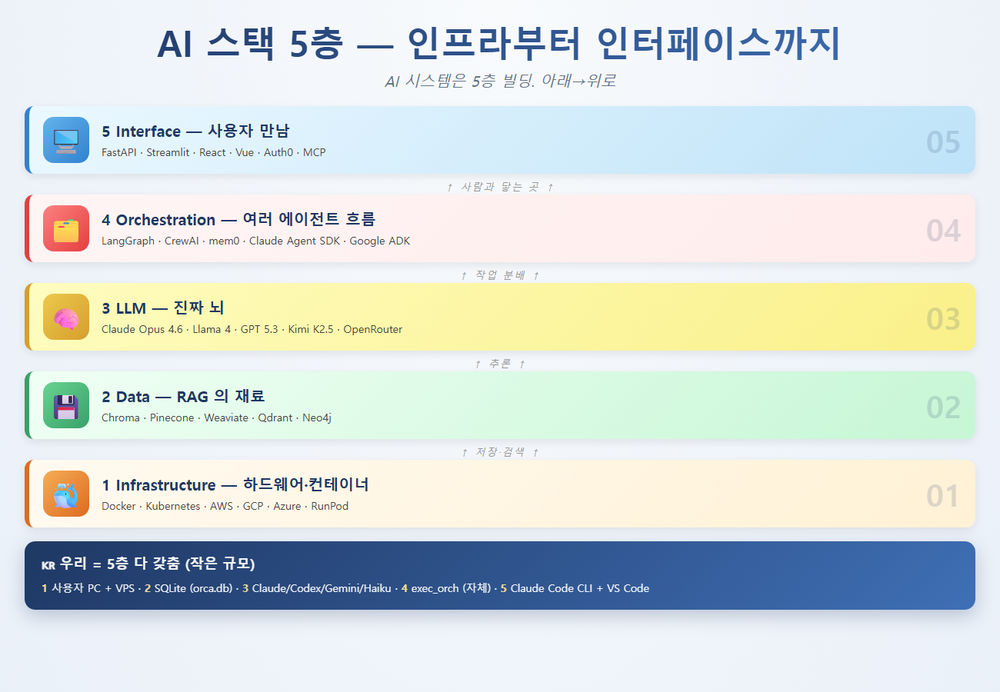 AI 스택 5층 — 인프라부터 인터페이스까지
AI 시스템은 5층 빌딩. 아래→위로
5 Interface — 사용자 만남
FastAPI · Streamlit · React · Vue · Auth0 · MCP
05
↑ 사람과 닿는 곳 ↑
4 Orchestration — 여러 에이전트 흐름
LangGraph · CrewAI · mem0 · Claude Agent SDK · Google ADK
04
↑ 작업 분배 ↑
3 LLM — 진짜 뇌
Claude Opus 4.6 · Llama 4 · GPT 5.3 · Kimi K2.5 · OpenRouter
03
↑ 추론 ↑
2 Data — RAG 의 재료
Chroma · Pinecone · Weaviate · Qdrant · Neo4j
02
↑ 저장·검색 ↑
1 Infrastructure — 하드웨어·컨테이너
Docker · Kubernetes · AWS · GCP · Azure · RunPod
01
KR 우리 = 5층 다 갖춤 (작은 규모)
1 사용자 PC + VPS · 2 SQLite (orca.db) · 3 Claude/Codex/Gemini/Haiku · 4 exec_orch (자체) · 5 Claude Code CLI + VS Code